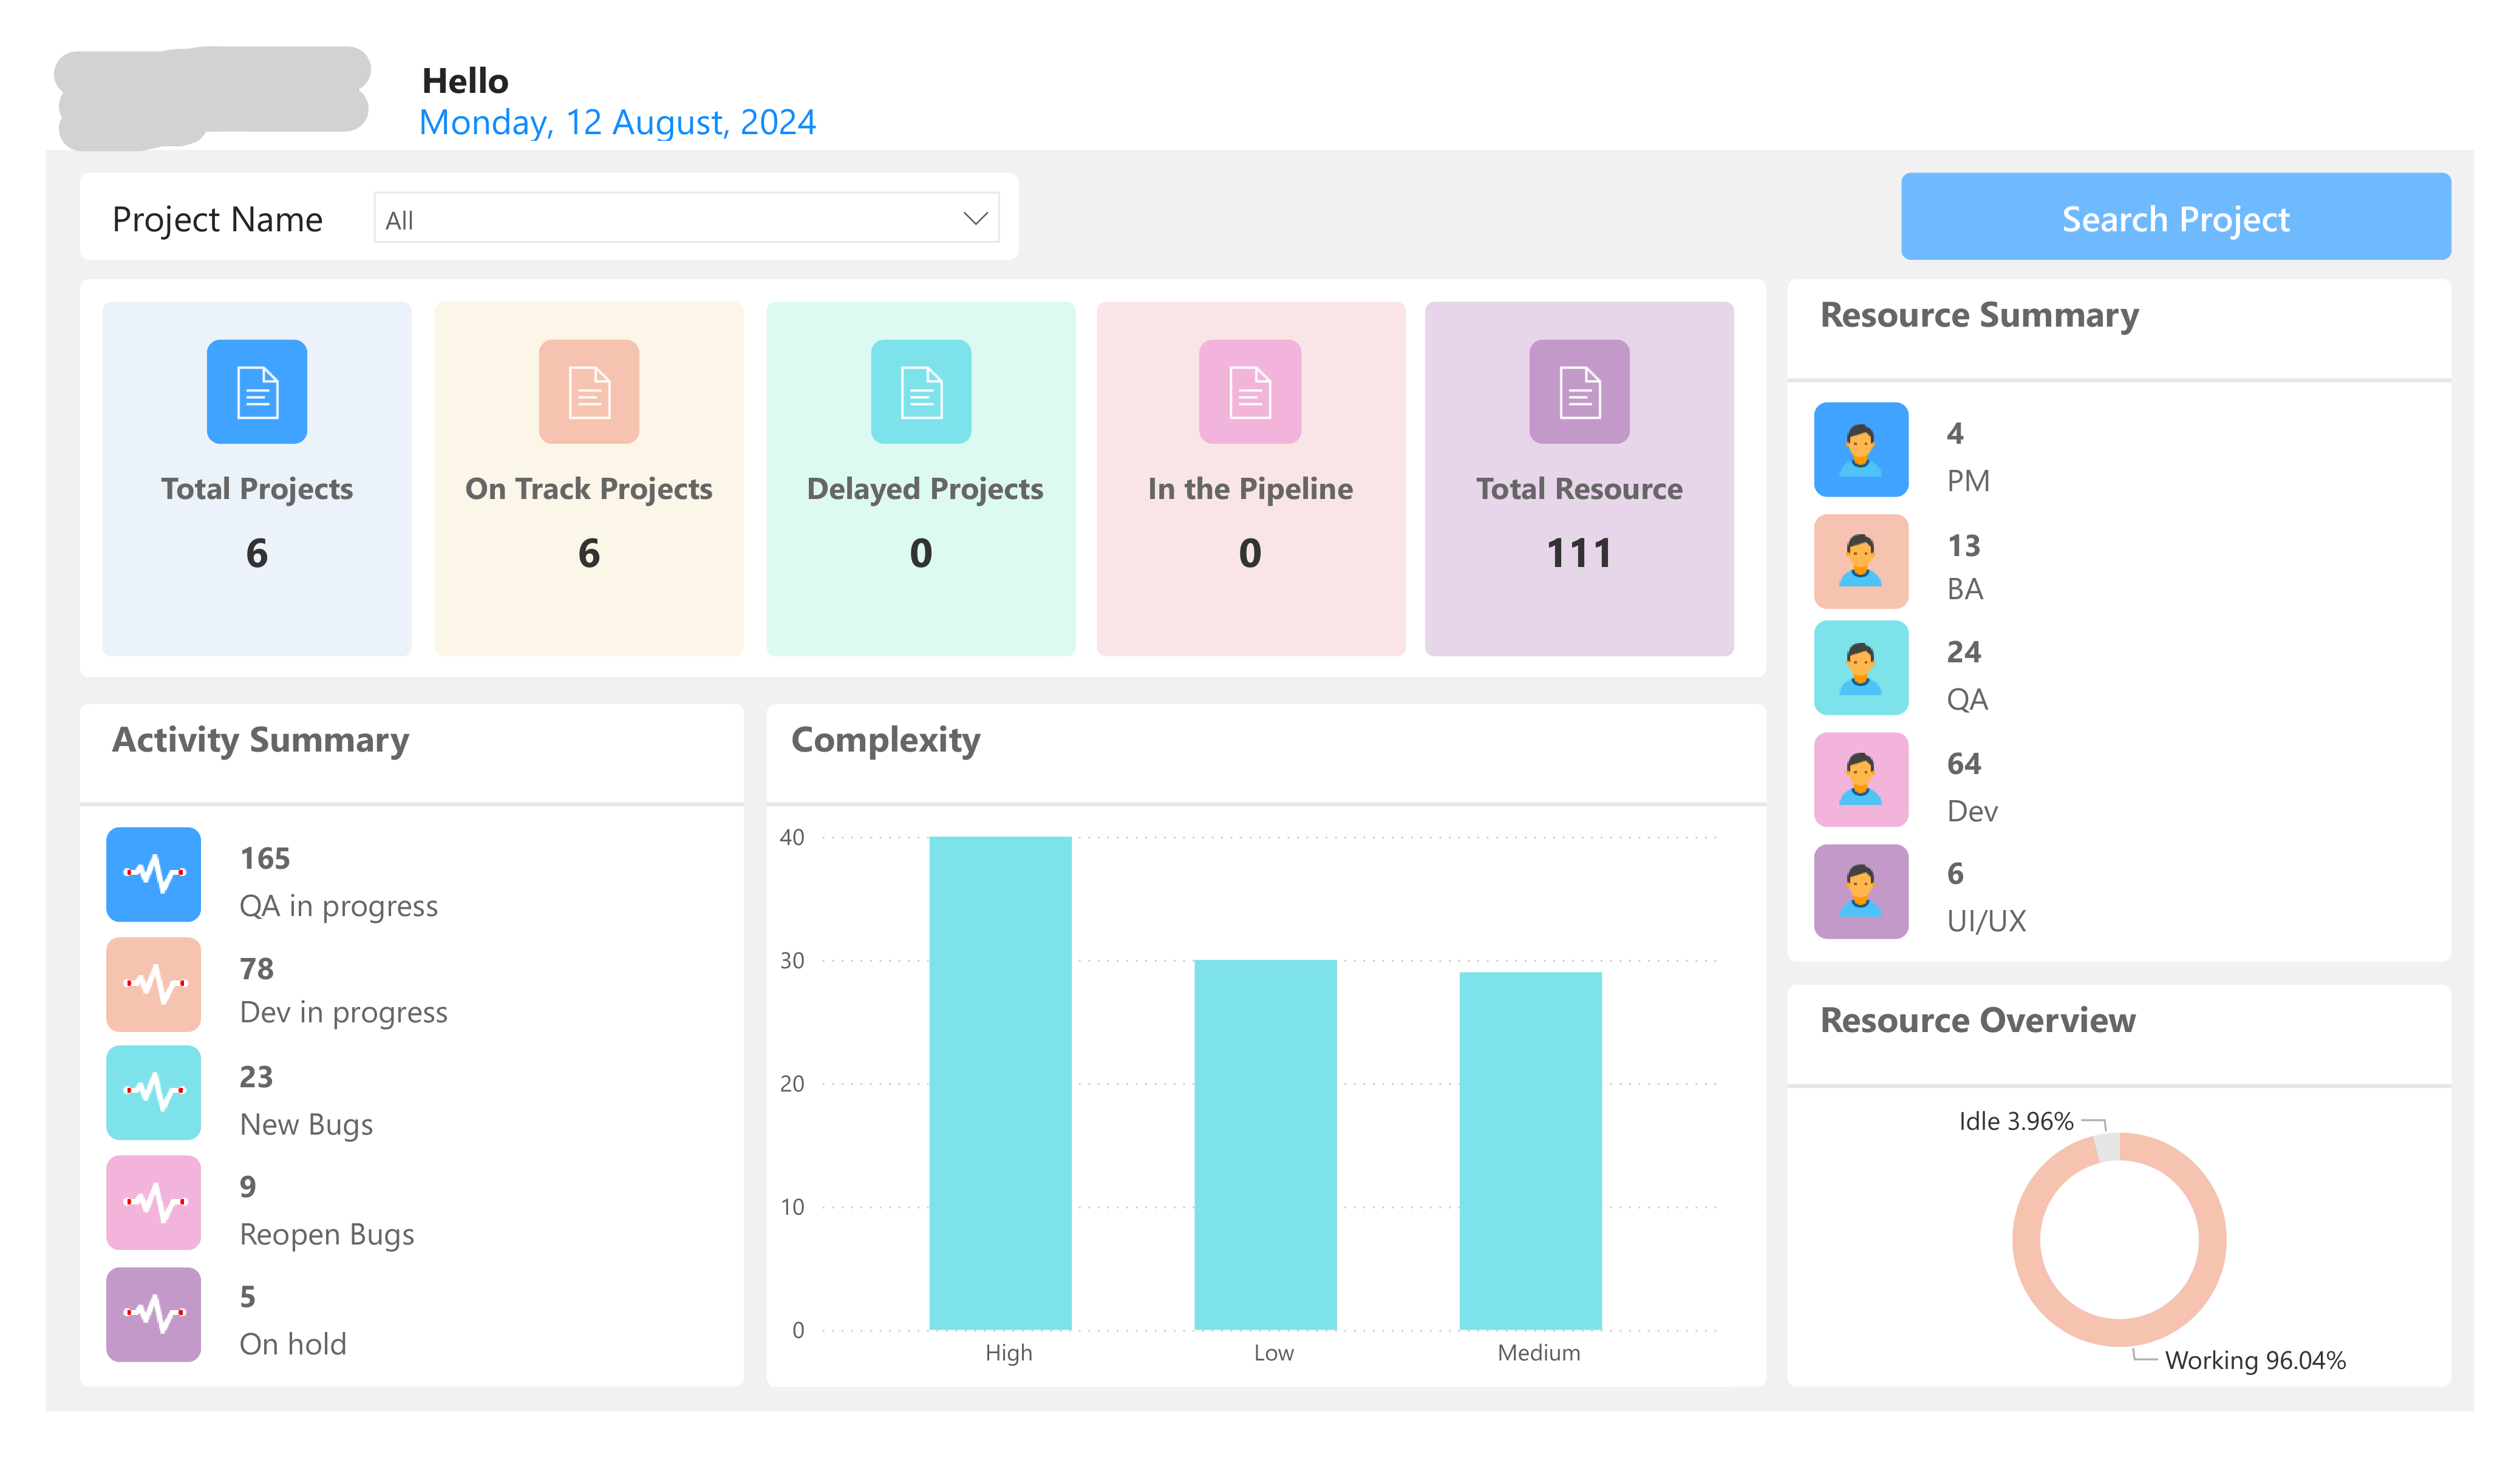 Hello
Monday, 12 August, 2024
Project Name
All
Search Project
Total Projects
6
On Track Projects
6
Delayed Projects
0
In the Pipeline
0
Total Resource
111
Resource Summary
4
PM
13
BA
24
QA
64
Dev
6
UI/UX
Activity Summary
165
QA in progress
78
Dev in progress
23
New Bugs
9
Reopen Bugs
5
On hold
Complexity
40
30
20
10
0
High
Low
Medium
Resource Overview
Idle 3.96%
Working 96.04%